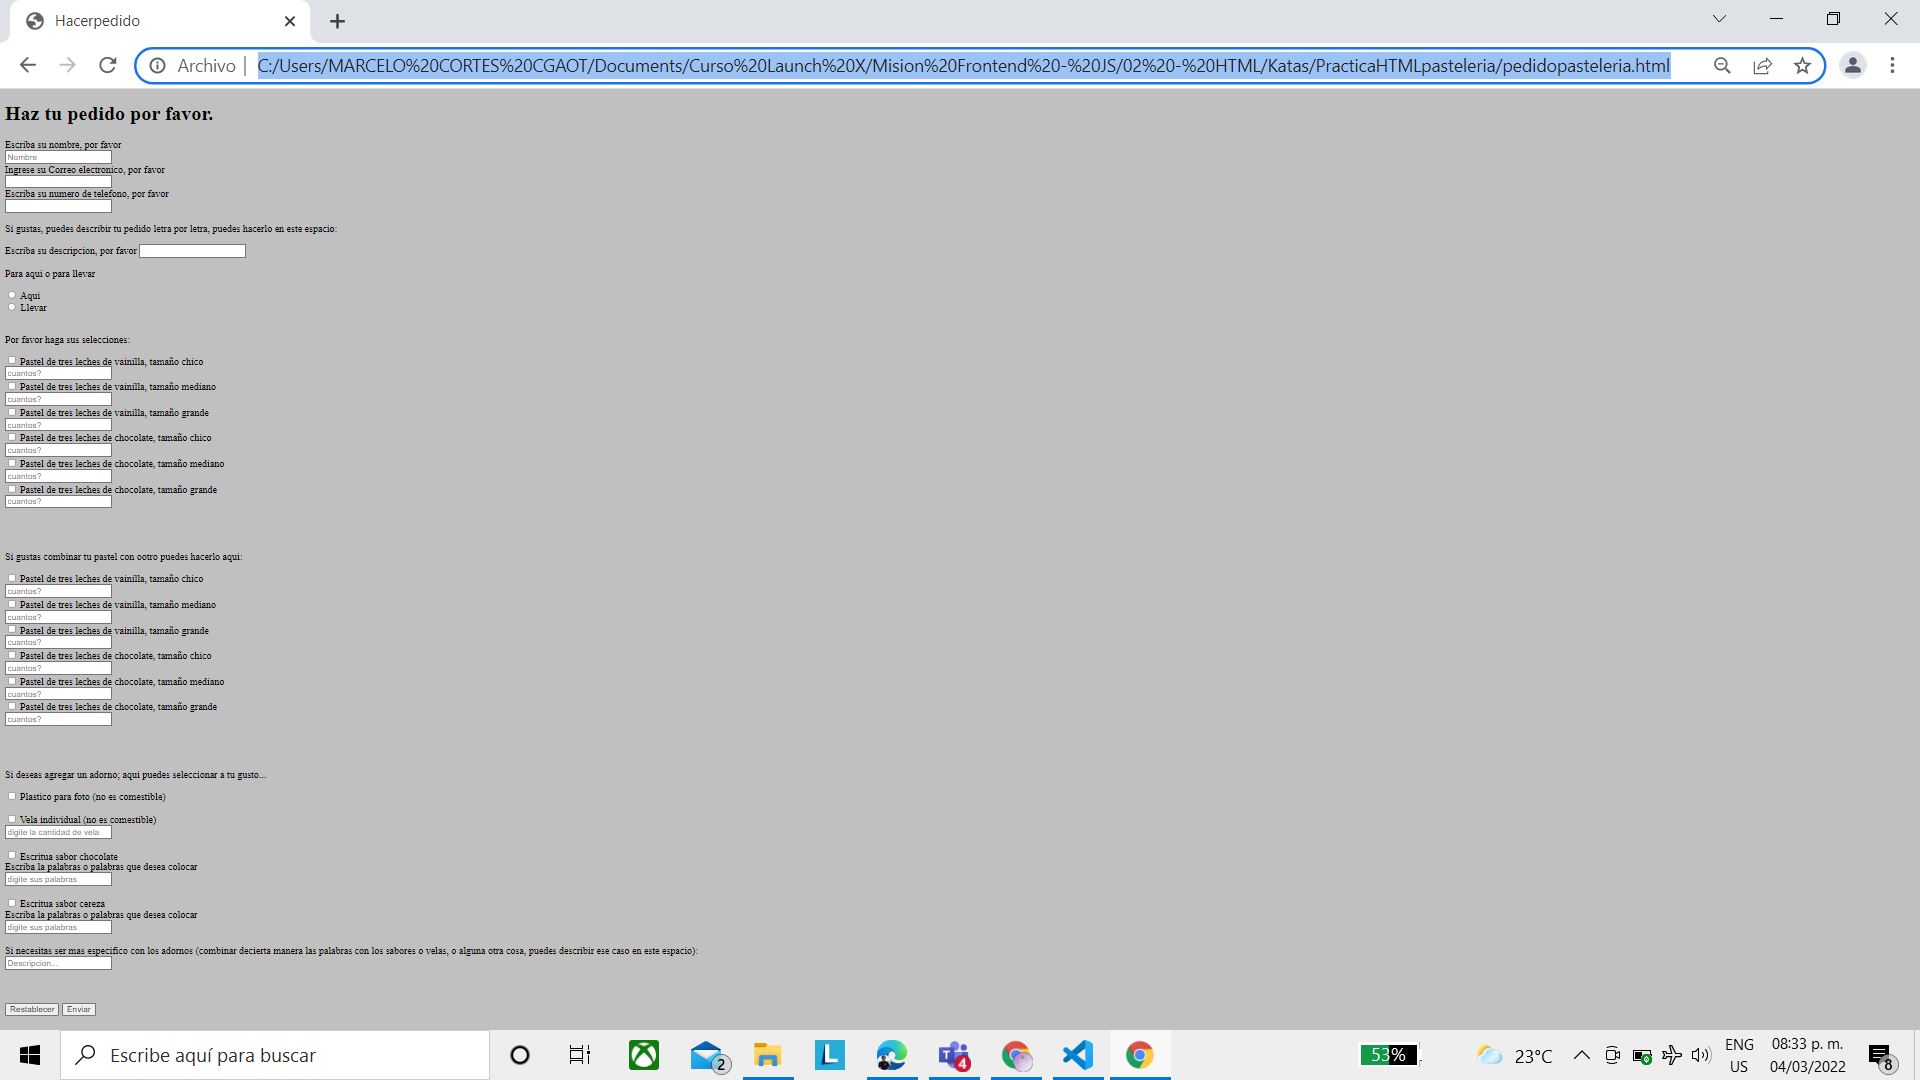 Hacerpedido
Archivo | C:/Users/MARCELO%20CORTES%20CGAOT/Documents/Curso%20Launch%20X/Mision%20Frontend%20-%20JS/02%20-%20HTML/Katas/PracticaHTMLpasteleria/pedidopasteleria.html
Haz tu pedido por favor.
Escriba su nombre, por favor
Nombre
Ingrese su Correo electronico, por favor
Escriba su numero de telefono, por favor
Si gustas, puedes describir tu pedido letra por letra, puedes hacerlo en este espacio:
Escriba su descripcion, por favor
Para aqui o para llevar
Aqui
Llevar
Por favor haga sus selecciones:
Pastel de tres leches de vainilla, tamaño chico
cuantos?
Pastel de tres leches de vainilla, tamaño mediano
cuantos?
Pastel de tres leches de vainilla, tamaño grande
cuantos?
Pastel de tres leches de chocolate, tamaño chico
cuantos?
Pastel de tres leches de chocolate, tamaño mediano
cuantos?
Pastel de tres leches de chocolate, tamaño grande
cuantos?
Si gustas combinar tu pastel con ootro puedes hacerlo aqui:
Pastel de tres leches de vainilla, tamaño chico
cuantos?
Pastel de tres leches de vainilla, tamaño mediano
cuantos?
Pastel de tres leches de vainilla, tamaño grande
cuantos?
Pastel de tres leches de chocolate, tamaño chico
cuantos?
Pastel de tres leches de chocolate, tamaño mediano
cuantos?
Pastel de tres leches de chocolate, tamaño grande
cuantos?
Si deseas agregar un adorno; aqui puedes seleccionar a tu gusto...
Plastico para foto (no es comestible)
Vela individual (no es comestible)
digite la cantidad de vela
Escritua sabor chocolate
Escriba la palabras o palabras que desea colocar
digite sus palabras
Escritua sabor cereza
Escriba la palabras o palabras que desea colocar
digite sus palabras
Si necesitas ser mas especifico con los adornos (combinar decierta manera las palabras con los sabores o velas, o alguna otra cosa, puedes describir ese caso en este espacio):
Descripcion...
Restablecer Enviar
Escribe aquí para buscar
2
L
4
53%
23°C
ENG
US
08:33 p. m.
04/03/2022
8